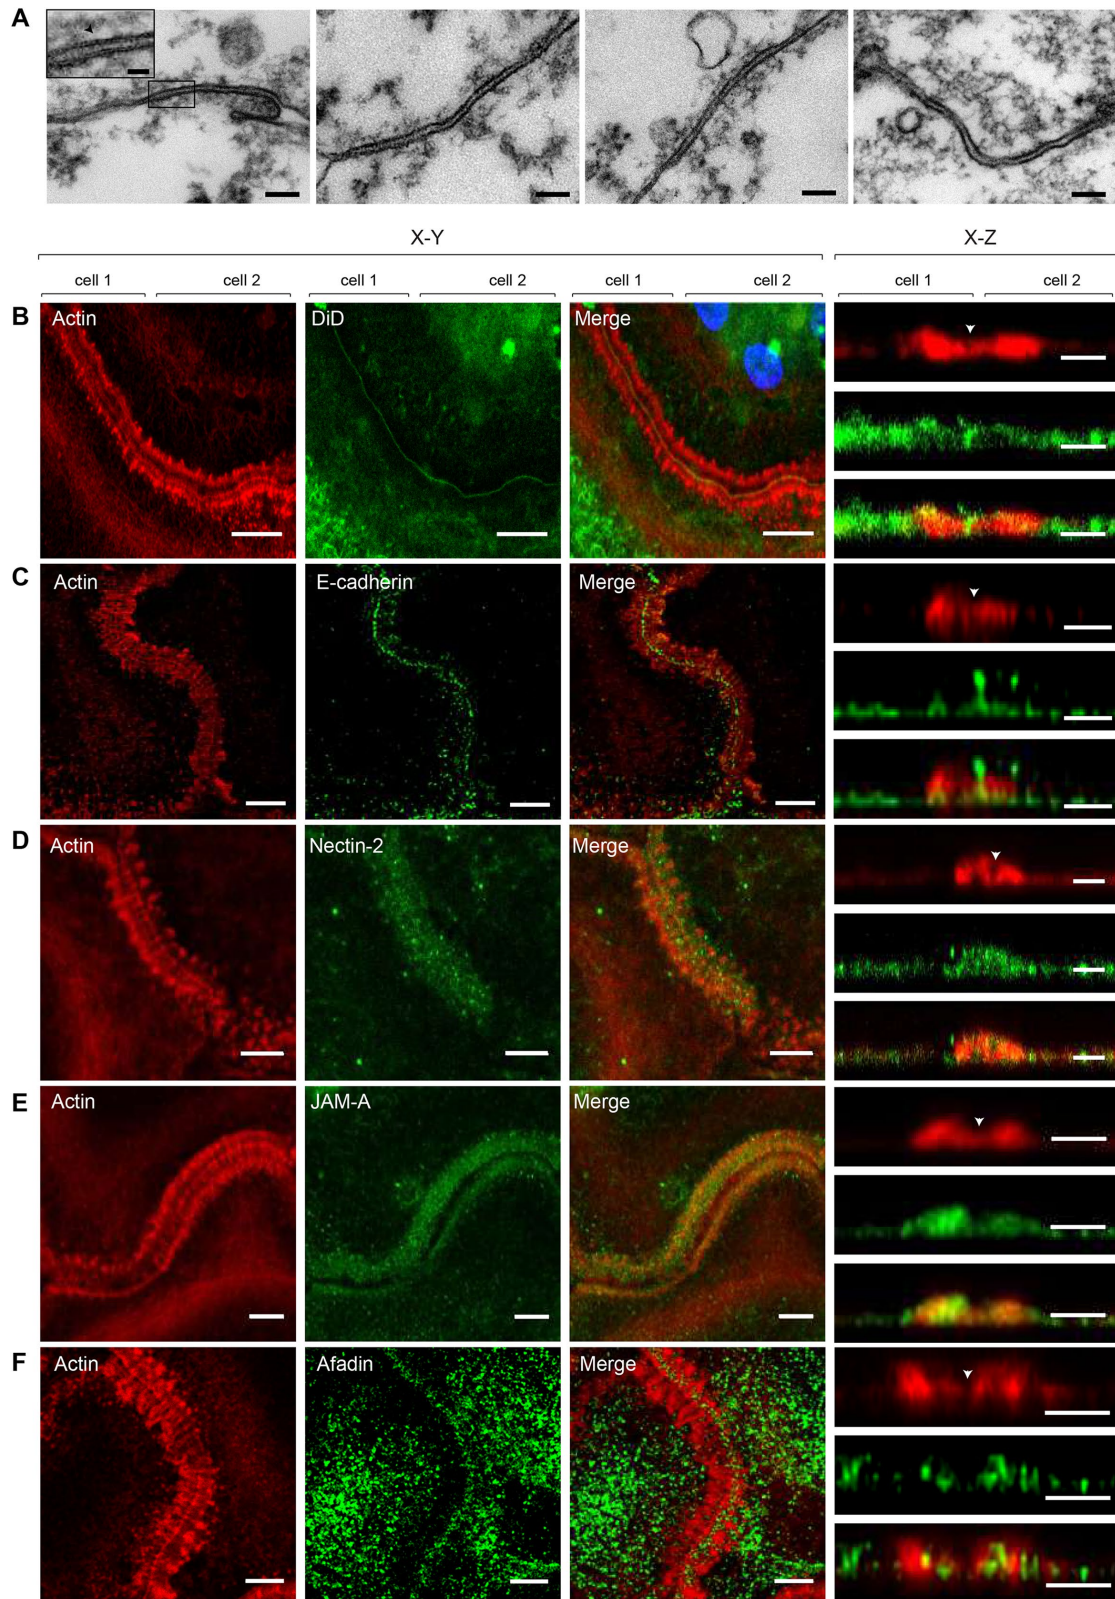 A
X-Y X-Z
cell 1 cell 2 cell 1 cell 2 cell 1 cell 2 cell 1 cell 2
B Actin DiD Merge
C Actin E-cadherin Merge
D Actin Nectin-2 Merge
E Actin JAM-A Merge
F Actin Afadin Merge